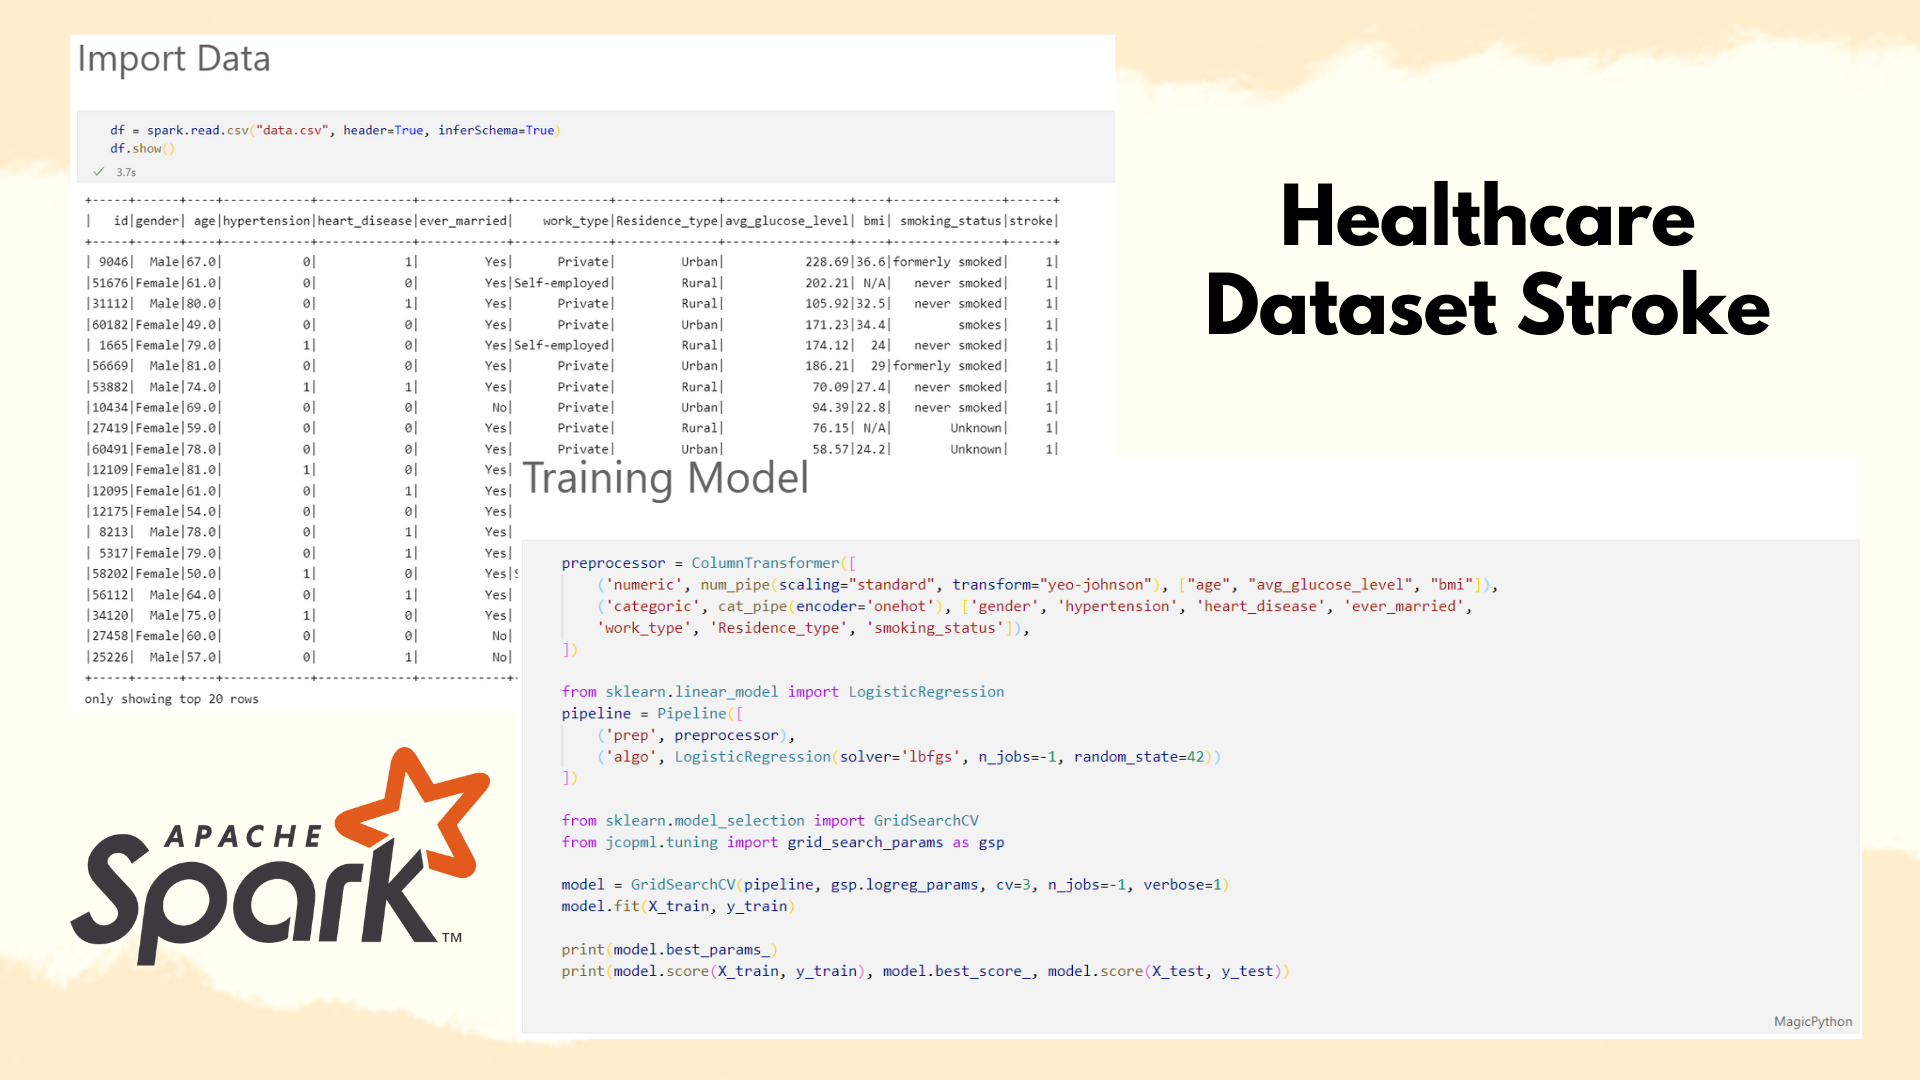 Import Data
df = spark.read.csv("data.csv", header=True, inferSchema=True)
df.show()
✓ 3.7s
+-----+------+----+------------+-------------+------------+-------------+--------------+-----------------+----+---------------+------+
|   id|gender| age|hypertension|heart_disease|ever_married|    work_type|Residence_type|avg_glucose_level| bmi| smoking_status|stroke|
+-----+------+----+------------+-------------+------------+-------------+--------------+-----------------+----+---------------+------+
| 9046|  Male|67.0|           0|            1|         Yes|      Private|         Urban|           228.69|36.6|formerly smoked|     1|
|51676|Female|61.0|           0|            0|         Yes|Self-employed|         Rural|           202.21| N/A|   never smoked|     1|
|31112|  Male|80.0|           0|            1|         Yes|      Private|         Rural|           105.92|32.5|   never smoked|     1|
|60182|Female|49.0|           0|            0|         Yes|      Private|         Urban|           171.23|34.4|         smokes|     1|
| 1665|Female|79.0|           1|            0|         Yes|Self-employed|         Rural|           174.12|  24|   never smoked|     1|
|56669|  Male|81.0|           0|            0|         Yes|      Private|         Urban|           186.21|  29|formerly smoked|     1|
|53882|  Male|74.0|           1|            1|         Yes|      Private|         Rural|            70.09|27.4|   never smoked|     1|
|10434|Female|69.0|           0|            0|          No|      Private|         Urban|            94.39|22.8|   never smoked|     1|
|27419|Female|59.0|           0|            0|         Yes|      Private|         Rural|            76.15| N/A|        Unknown|     1|
|60491|Female|78.0|           0|            0|         Yes|      Private|         Urban|            58.57|24.2|        Unknown|     1|
|12109|Female|81.0|           1|            0|         Yes|
|12095|Female|61.0|           0|            1|         Yes|
|12175|Female|54.0|           0|            0|         Yes|
| 8213|  Male|78.0|           0|            1|         Yes|
| 5317|Female|79.0|           0|            1|         Yes|
|58202|Female|50.0|           1|            0|         Yes|
|56112|  Male|64.0|           0|            1|         Yes|
|34120|  Male|75.0|           1|            0|         Yes|
|27458|Female|60.0|           0|            0|          No|
|25226|  Male|57.0|           0|            1|          No|
+-----+------+----+------------+-------------+------------+-
only showing top 20 rows
Healthcare
Dataset Stroke
Training Model
preprocessor = ColumnTransformer([
    ('numeric', num_pipe(scaling="standard", transform="yeo-johnson"), ["age", "avg_glucose_level", "bmi"]),
    ('categoric', cat_pipe(encoder='onehot'), ['gender', 'hypertension', 'heart_disease', 'ever_married',
    'work_type', 'Residence_type', 'smoking_status']),
])
from sklearn.linear_model import LogisticRegression
pipeline = Pipeline([
    ('prep', preprocessor),
    ('algo', LogisticRegression(solver='lbfgs', n_jobs=-1, random_state=42))
])
from sklearn.model_selection import GridSearchCV
from jcopml.tuning import grid_search_params as gsp
model = GridSearchCV(pipeline, gsp.logreg_params, cv=3, n_jobs=-1, verbose=1)
model.fit(X_train, y_train)
print(model.best_params_)
print(model.score(X_train, y_train), model.best_score_, model.score(X_test, y_test))
MagicPython
APACHE
Spark™